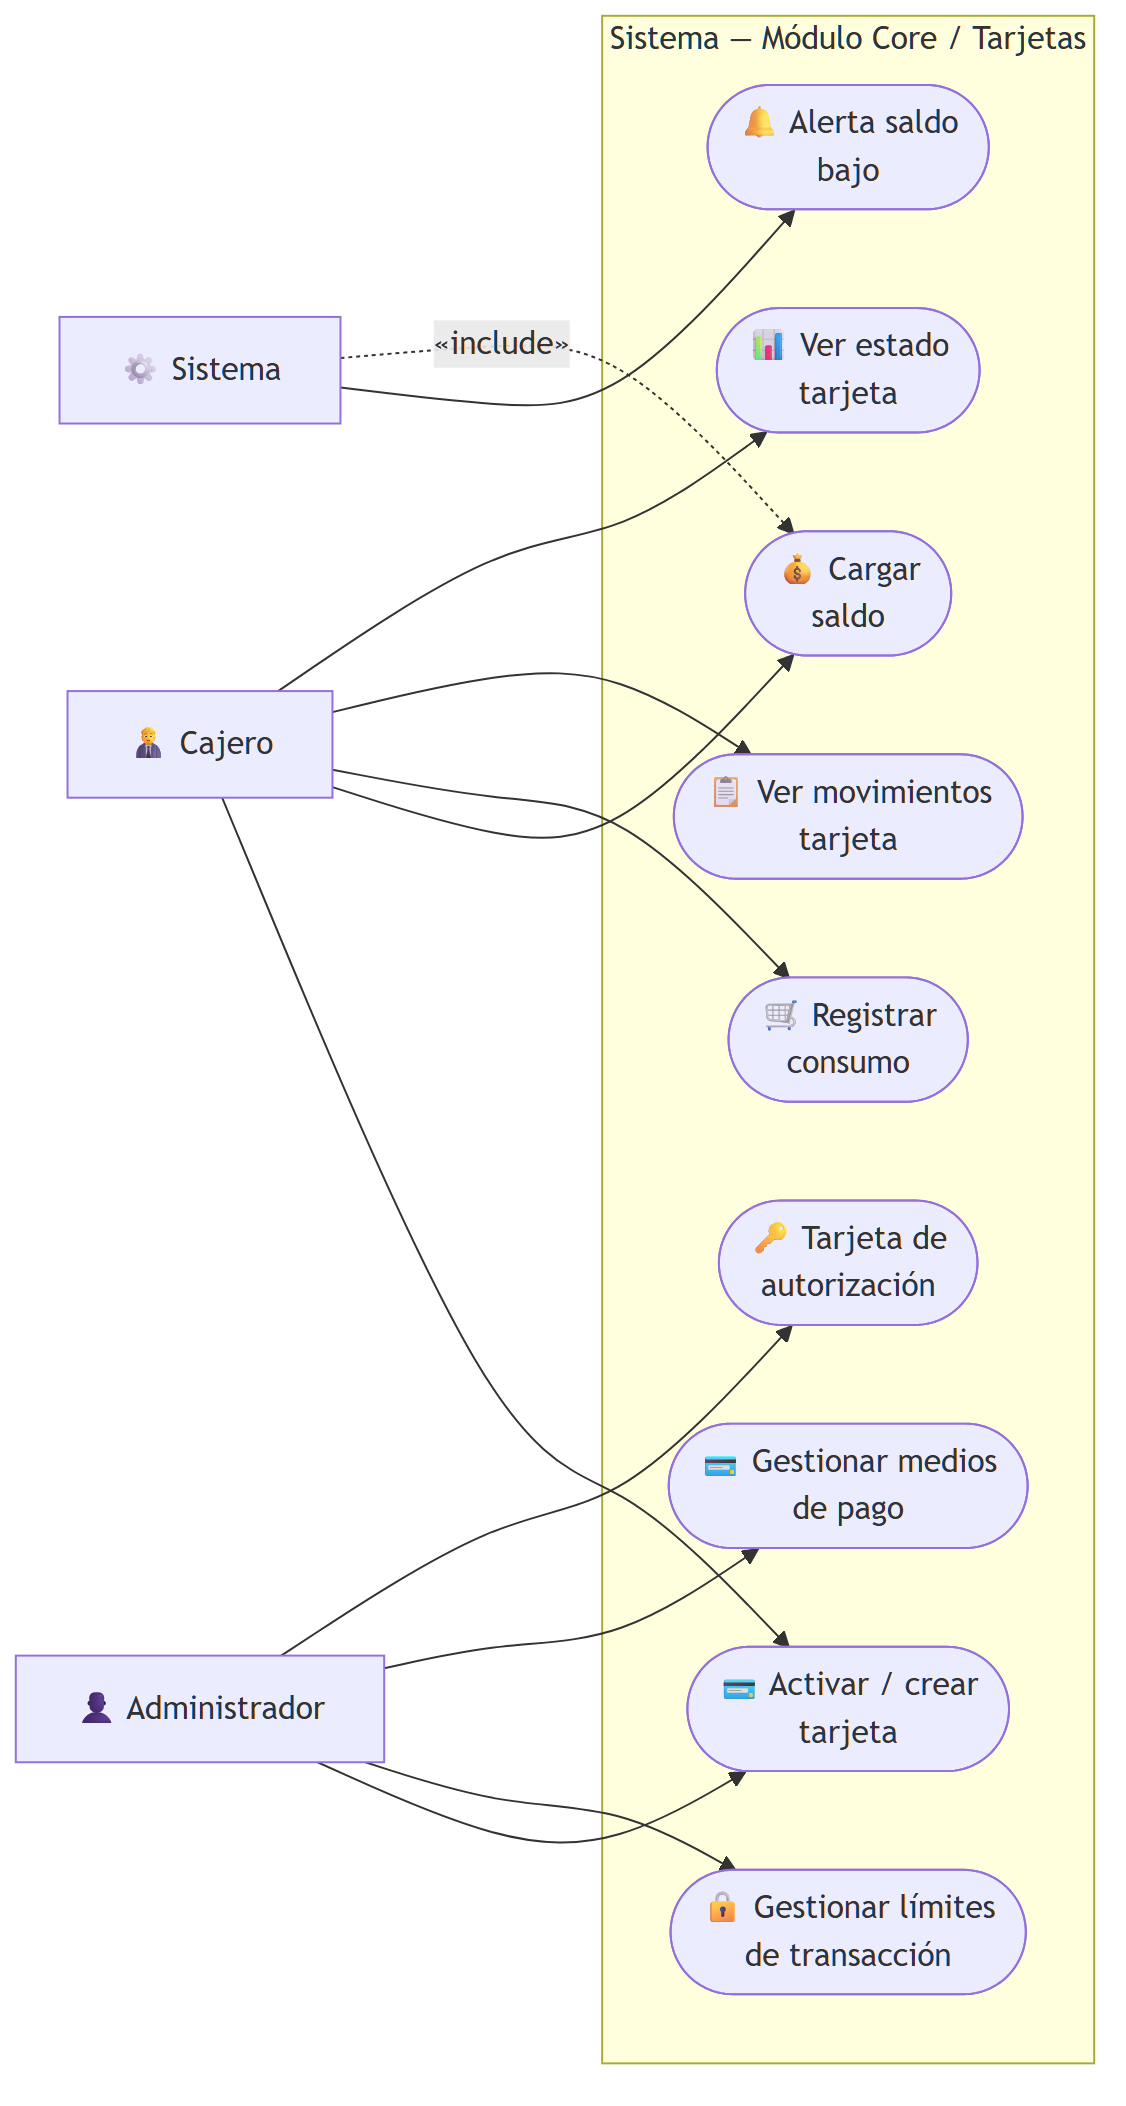 Sistema — Módulo Core / Tarjetas
🔔 Alerta saldo
bajo
⚙️ Sistema
«include»
📊 Ver estado
tarjeta
💰 Cargar
saldo
👨‍💼 Cajero
📋 Ver movimientos
tarjeta
🛒 Registrar
consumo
🔑 Tarjeta de
autorización
💳 Gestionar medios
de pago
👤 Administrador
💳 Activar / crear
tarjeta
🔒 Gestionar límites
de transacción